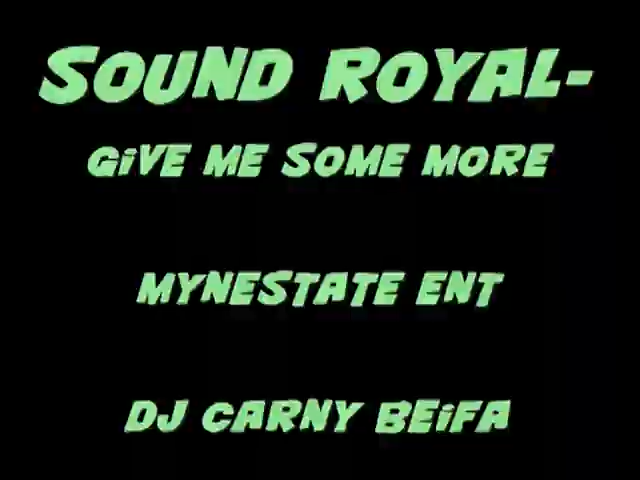 SOUND ROYAL-
GiVE ME SOME MORE
MYNESTATE ENT
DJ CARNY BEiFA